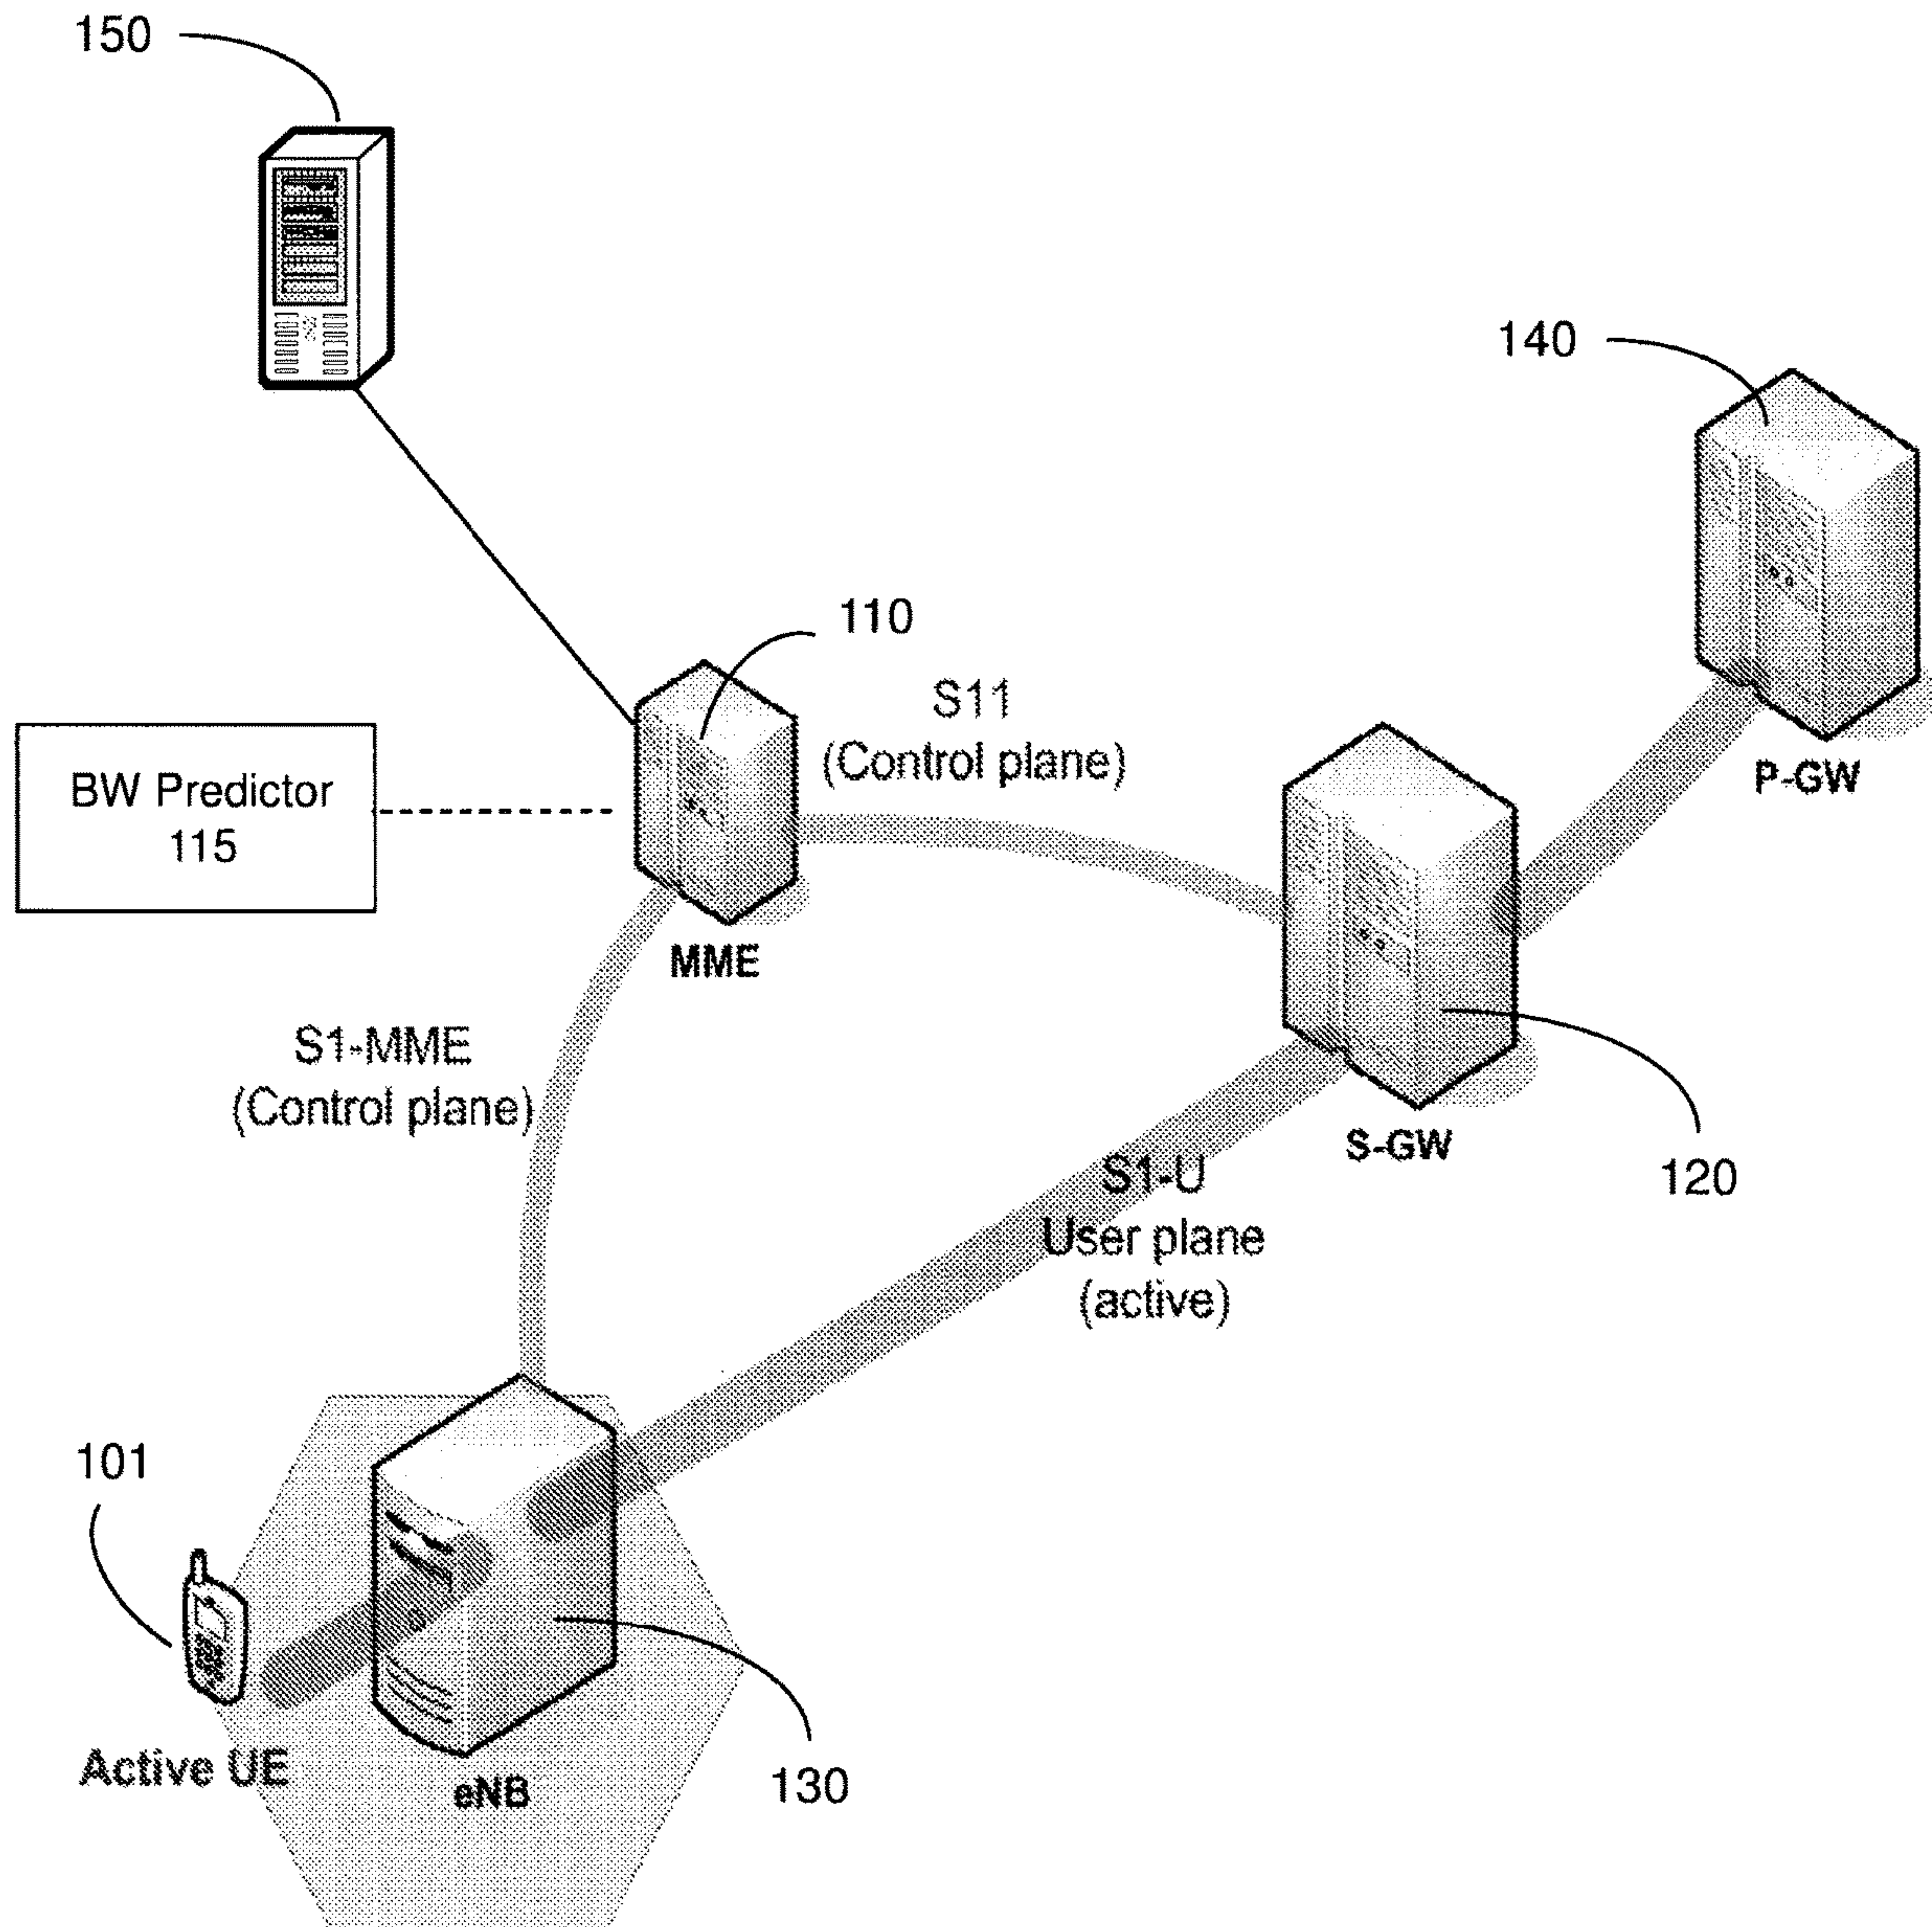 150
140
110
S11
(Control plane)
P-GW
BW Predictor
115
MME
S1-MME
(Control plane)
S-GW
120
S1-U
User plane
(active)
101
Active UE
eNB
130